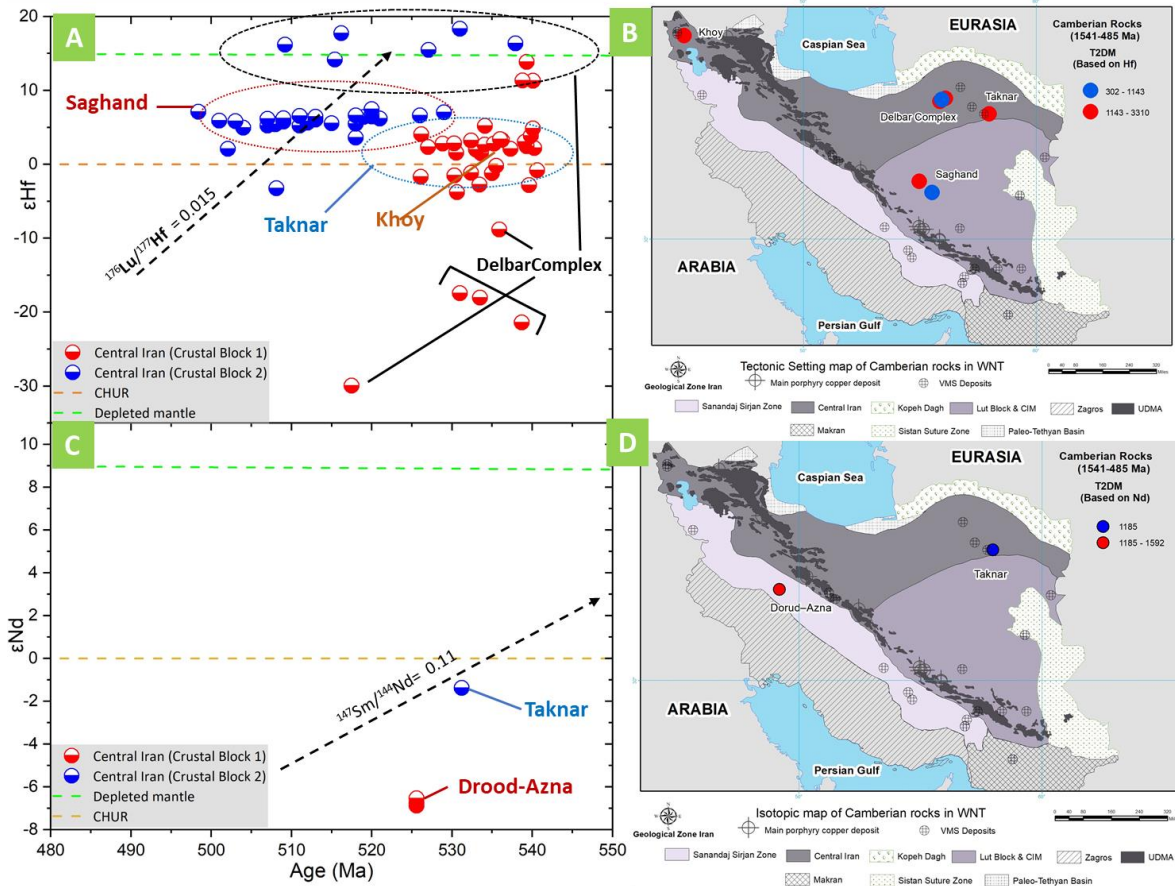 A
20
10
0
-10
-20
-30
εHf
Saghand
Taknar
Khoy
DelbarComplex
176Lu/177Hf = 0.015
Central Iran (Crustal Block 1)
Central Iran (Crustal Block 2)
CHUR
Depleted mantle
B
EURASIA
Caspian Sea
Khoy
Taknar
Delbar Complex
Saghand
ARABIA
Persian Gulf
Camberian Rocks
(1541-485 Ma)
T2DM
(Based on Hf)
302 - 1143
1143 - 3310
N
Geological Zone Iran
Tectonic Setting map of Camberian rocks in WNT
Main porphyry copper deposit
VMS Deposits
Sanandaj Sirjan Zone
Central Iran
Kopeh Dagh
Lut Block & CIM
Zagros
UDMA
Makran
Sistan Suture Zone
Paleo-Tethyan Basin
C
10
8
6
4
2
0
-2
-4
-6
-8
εNd
147Sm/144Nd= 0.11
Taknar
Drood-Azna
Central Iran (Crustal Block 1)
Central Iran (Crustal Block 2)
Depleted mantle
CHUR
480 490 500 510 520 530 540 550
Age (Ma)
D
EURASIA
Caspian Sea
Taknar
Dorud–Azna
ARABIA
Persian Gulf
Camberian Rocks
(1541-485 Ma)
T2DM
(Based on Nd)
1185
1185 - 1592
N
Geological Zone Iran
Isotopic map of Camberian rocks in WNT
Main porphyry copper deposit
VMS Deposits
Sanandaj Sirjan Zone
Central Iran
Kopeh Dagh
Lut Block & CIM
Zagros
UDMA
Makran
Sistan Suture Zone
Paleo-Tethyan Basin